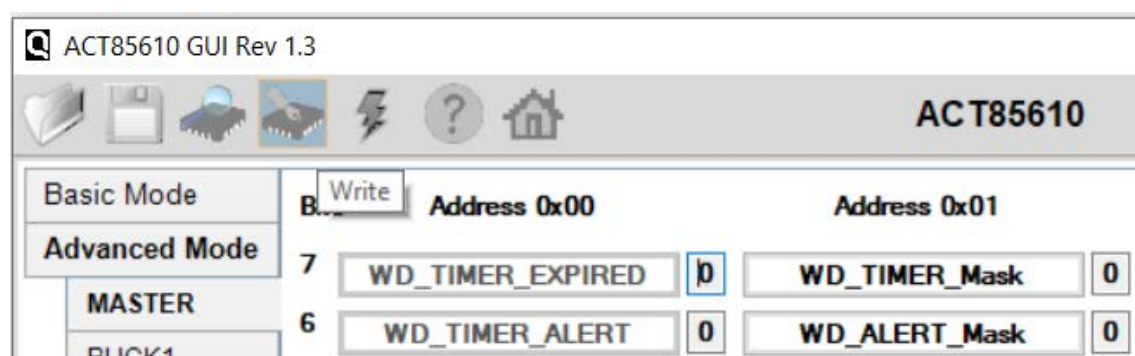 ACT85610 GUI Rev 1.3
ACT85610
Basic Mode
Write
Address 0x00
Address 0x01
Advanced Mode
7 WD_TIMER_EXPIRED 0 WD_TIMER_Mask 0
MASTER
6 WD_TIMER_ALERT 0 WD_ALERT_Mask 0
BUCK1